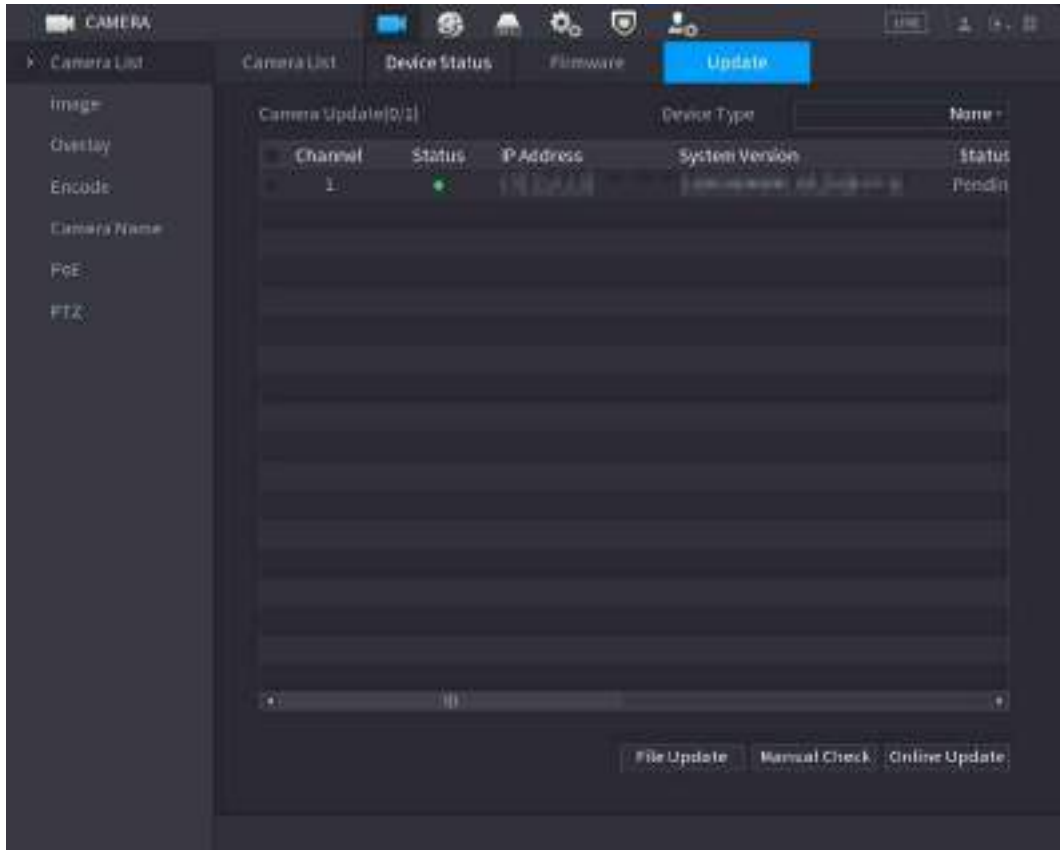 CAMERA
LIVE
Camera List
Image
Overlay
Encode
Camera Name
PoE
PTZ
Camera List Device Status Firmware Update
Camera Update(0/1) Device Type None
Channel Status IP Address System Version Status
1 Pendin
File Update Manual Check Online Update